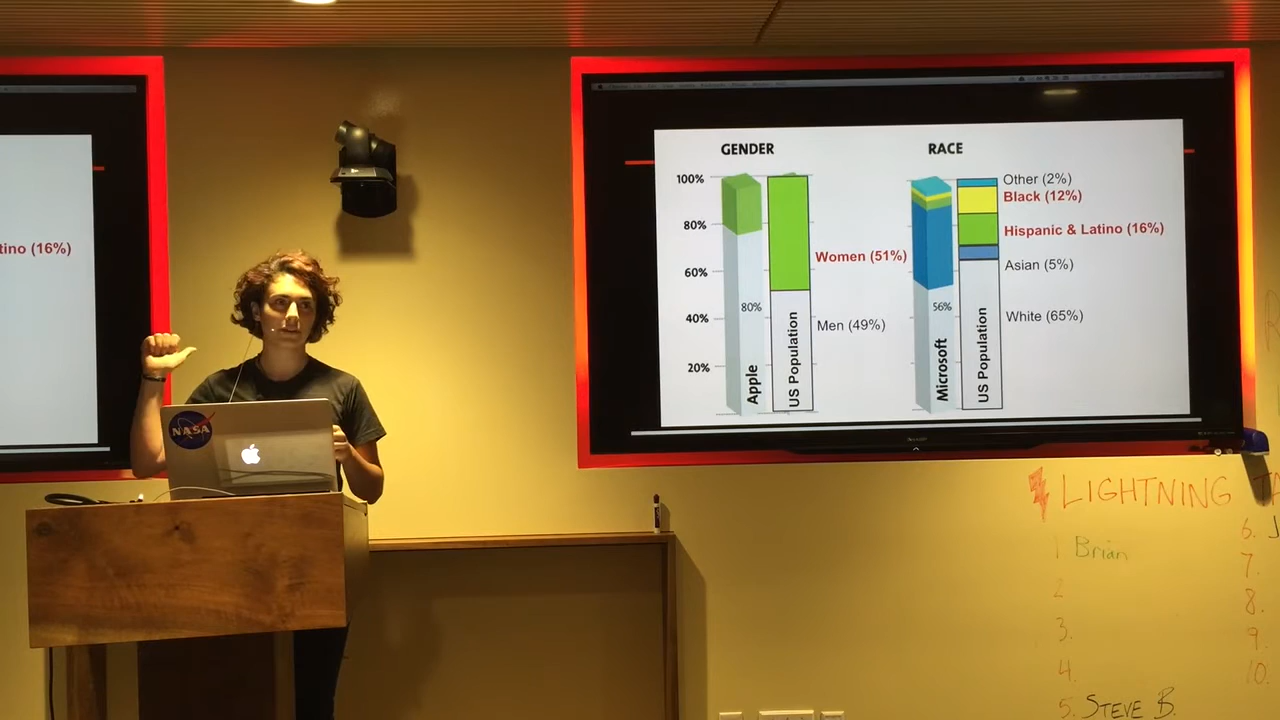 tino (16%)
NASA
GENDER
RACE
100%
80%
60%
40%
20%
80%
Apple
US Population
Women (51%)
Men (49%)
56%
Microsoft
US Population
Other (2%)
Black (12%)
Hispanic & Latino (16%)
Asian (5%)
White (65%)
SHARP
LIGHTNING TA
1 Brian
2
3.
4.
5. STEVE B.
6. J
7.
8.
9.
10.